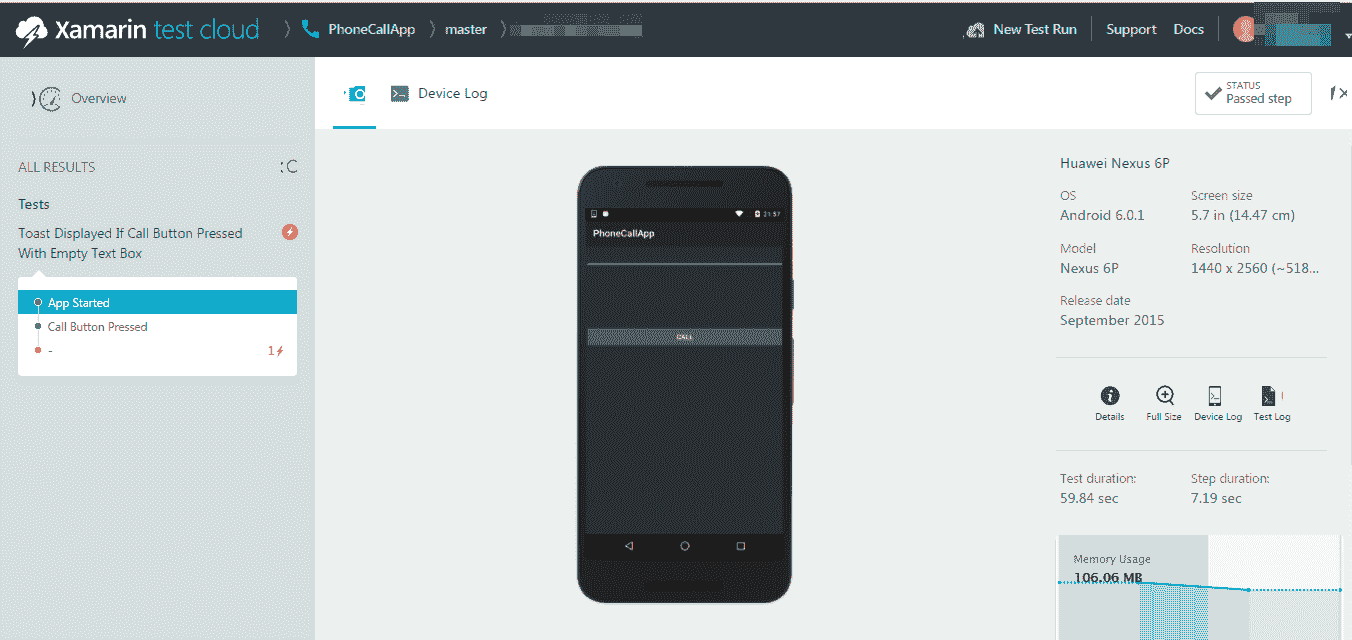 Xamarin test cloud
PhoneCallApp
master
New Test Run
Support
Docs
Overview
Device Log
STATUS
Passed step
ALL RESULTS
Tests
Toast Displayed If Call Button Pressed
With Empty Text Box
App Started
Call Button Pressed
-
1
21:57
PhoneCallApp
CALL
Huawei Nexus 6P
OS
Screen size
Android 6.0.1
5.7 in (14.47 cm)
Model
Resolution
Nexus 6P
1440 x 2560 (~518...
Release date
September 2015
Details
Full Size
Device Log
Test Log
Test duration:
Step duration:
59.84 sec
7.19 sec
Memory Usage
106.06 MB